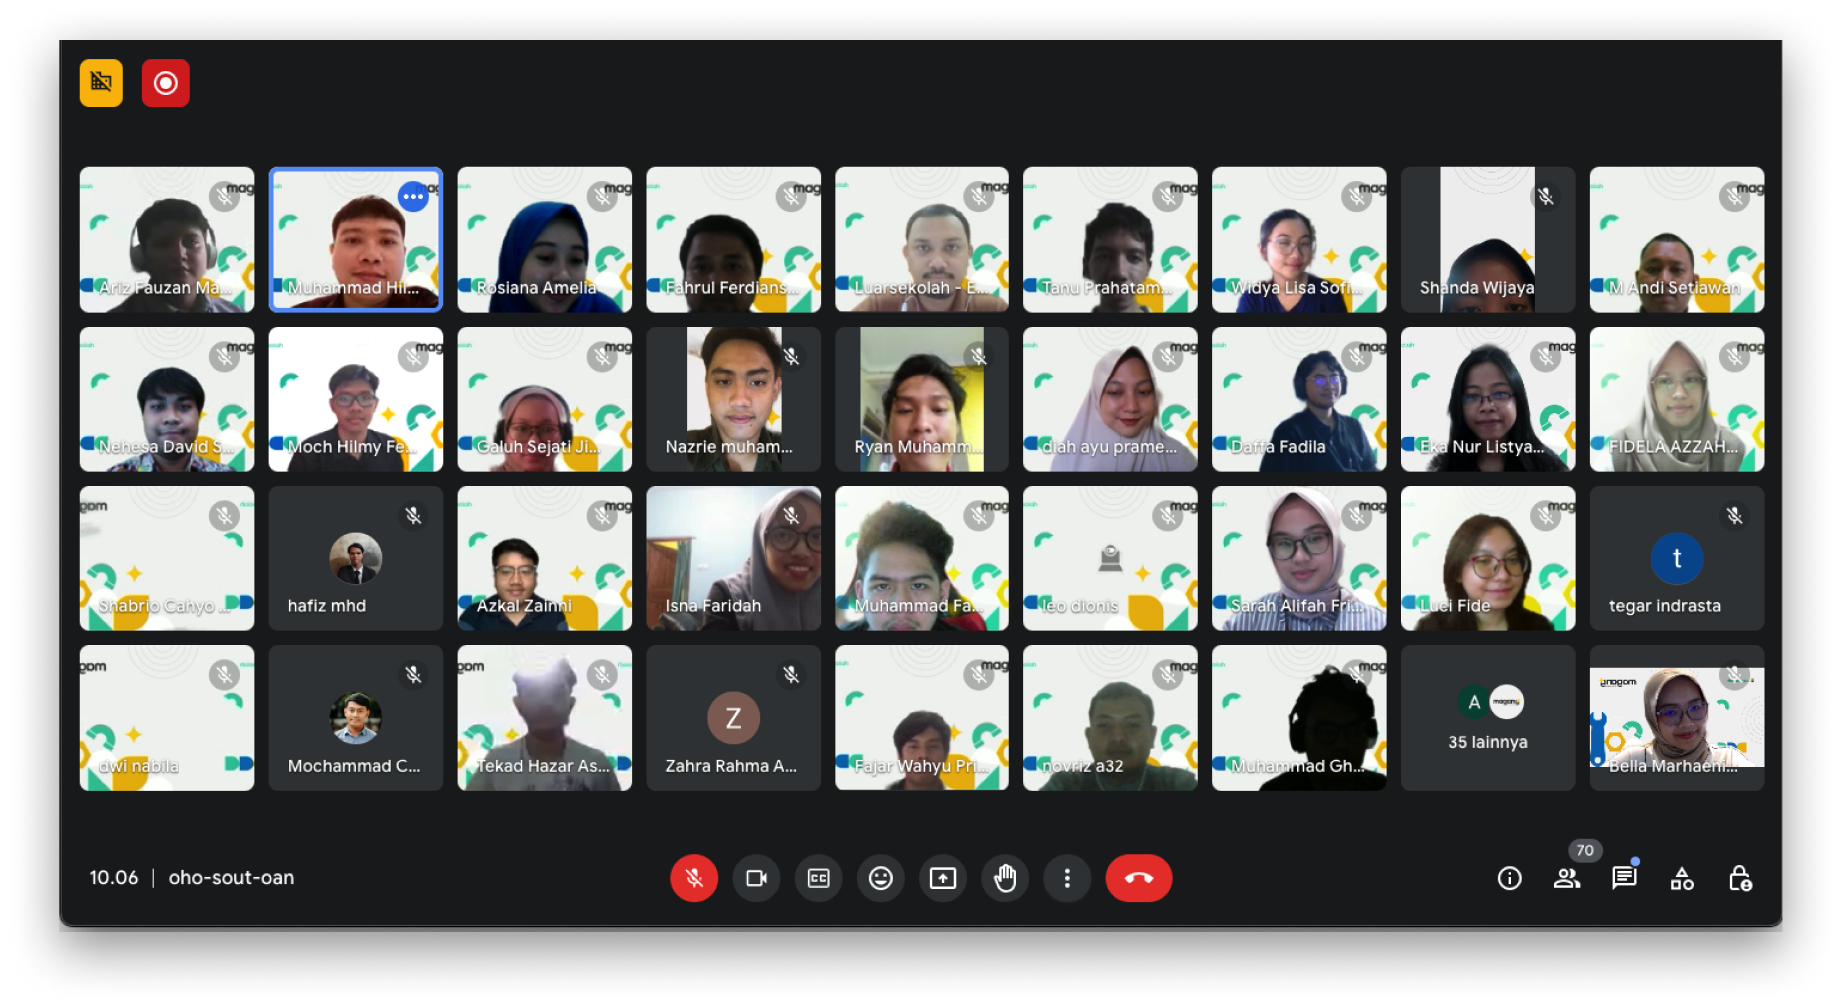 Ariz Fauzan Ma...
Muhammad Hil...
Rosiana Amelia
Fahrul Ferdians...
Luarsekolah - E...
Tanu Prahatam...
Widya Lisa Sofi...
Shanda Wijaya
M Andi Setiawan
Nehesa David S...
Moch Hilmy Fe...
Galuh Sejati Ji...
Nazrie muham...
Ryan Muhamm...
diah ayu prame...
Daffa Fadila
Eka Nur Listya...
FIDELA AZZAH...
Shabrio Cahyo ...
hafiz mhd
Azkal Zainni
Isna Faridah
Muhammad Fa...
leo dionis
Sarah Alifah Fri...
Luci Fide
t
tegar indrasta
dwi nabila
Mochammad C...
Tekad Hazar As...
Z
Zahra Rahma A...
Fajar Wahyu Pri...
novriz a32
Muhammad Gh...
A
35 lainnya
Bella Marhaeni...
10.06 | oho-sout-oan
70